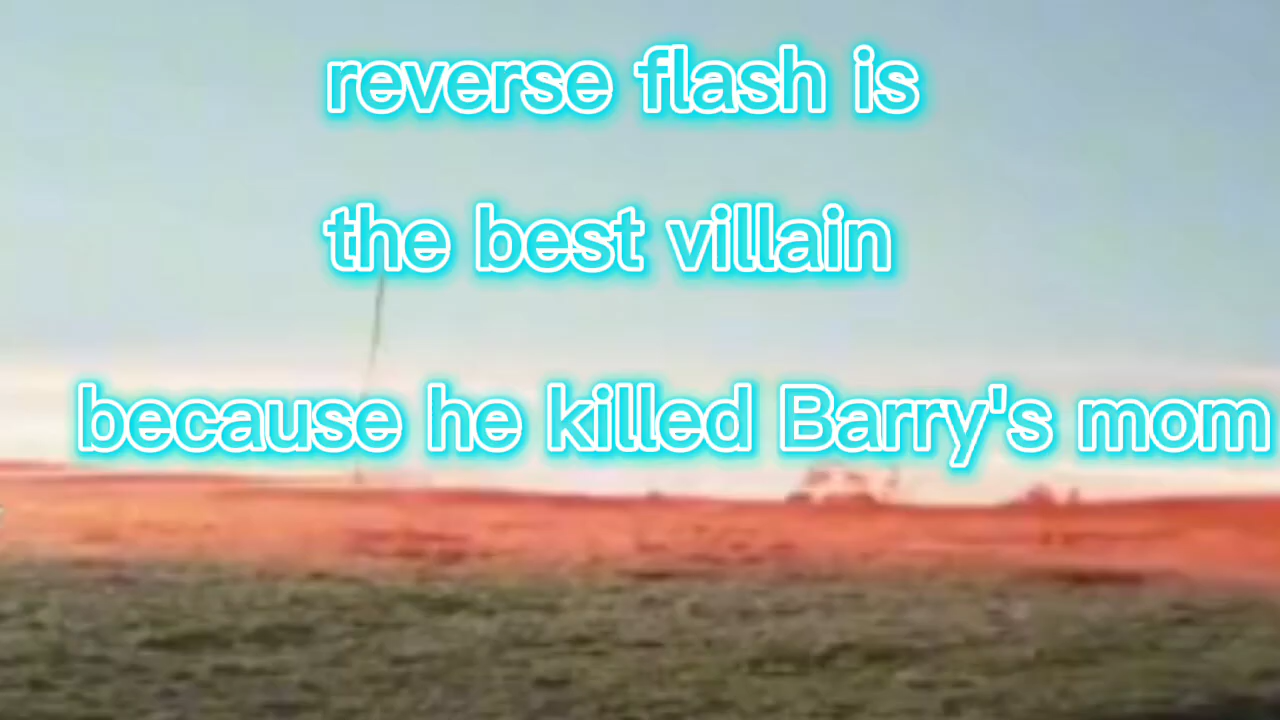 reverse flash is
the best villain
because he killed Barry's mom